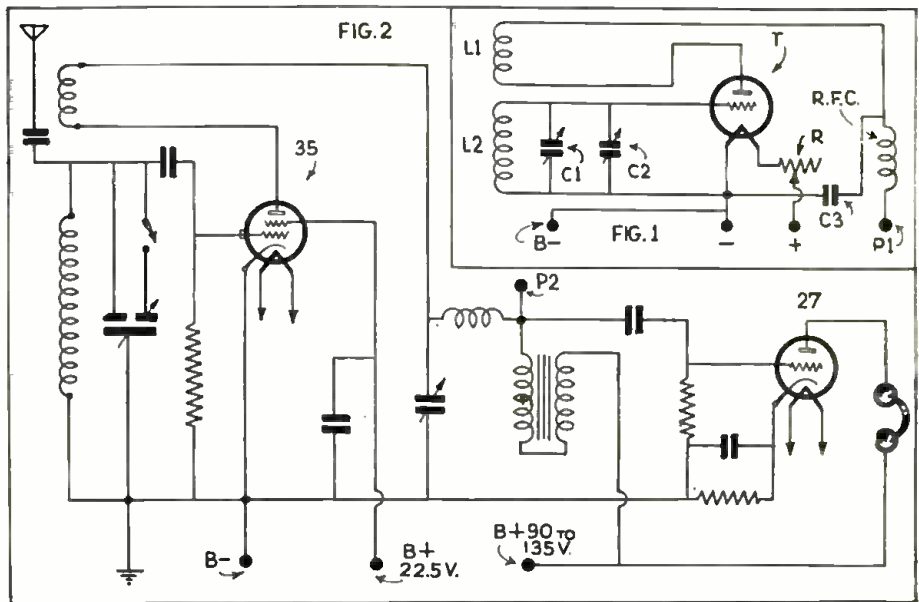 FIG.2
35
B-
B+
22.5 V.
P2
B+90 TO
135 V.
27
L1
L2
T
R.F.C.
R
C1
C2
C3
B-
FIG.1
-
+
P1